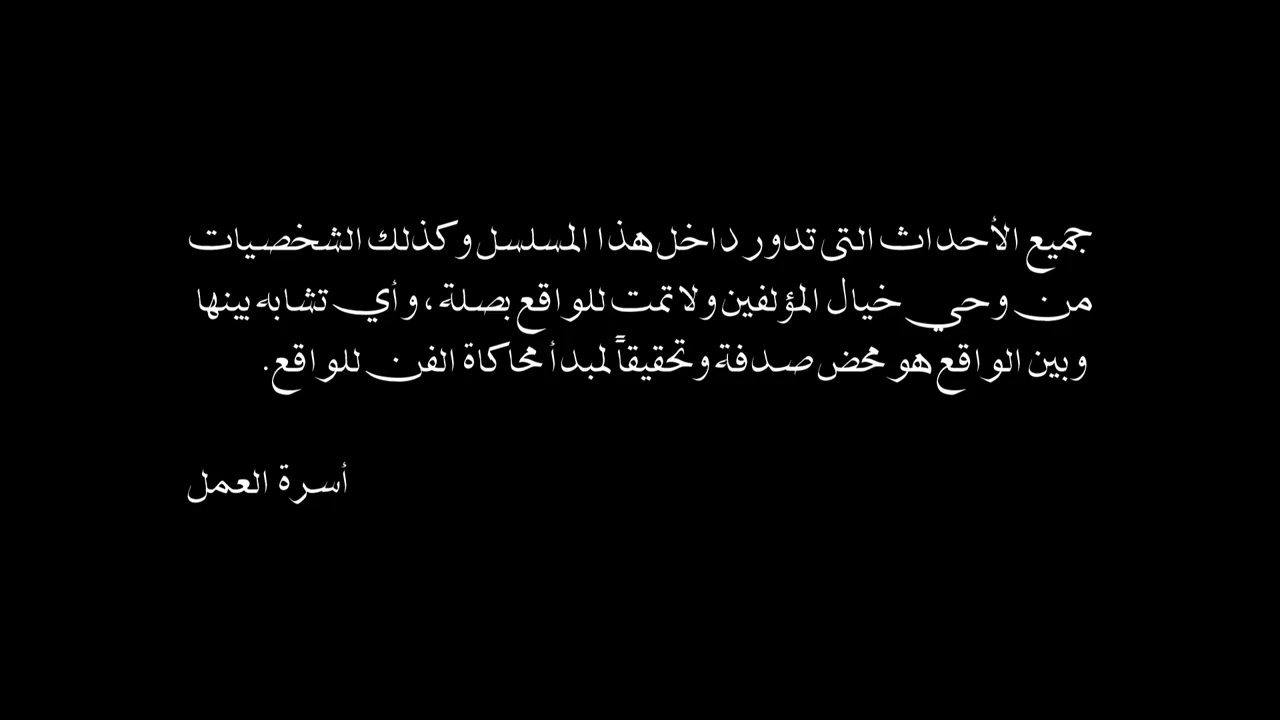 جميع الأحداث التى تدور داخل هذا المسلسل وكذلك الشخصيات
من وحي خيال المؤلفين ولا تمت للواقع بصلة، وأي تشابه بينها
وبين الواقع هو محض صدفة وتحقيقاً لمبدأ محاكاة الفن للواقع.
أسرة العمل